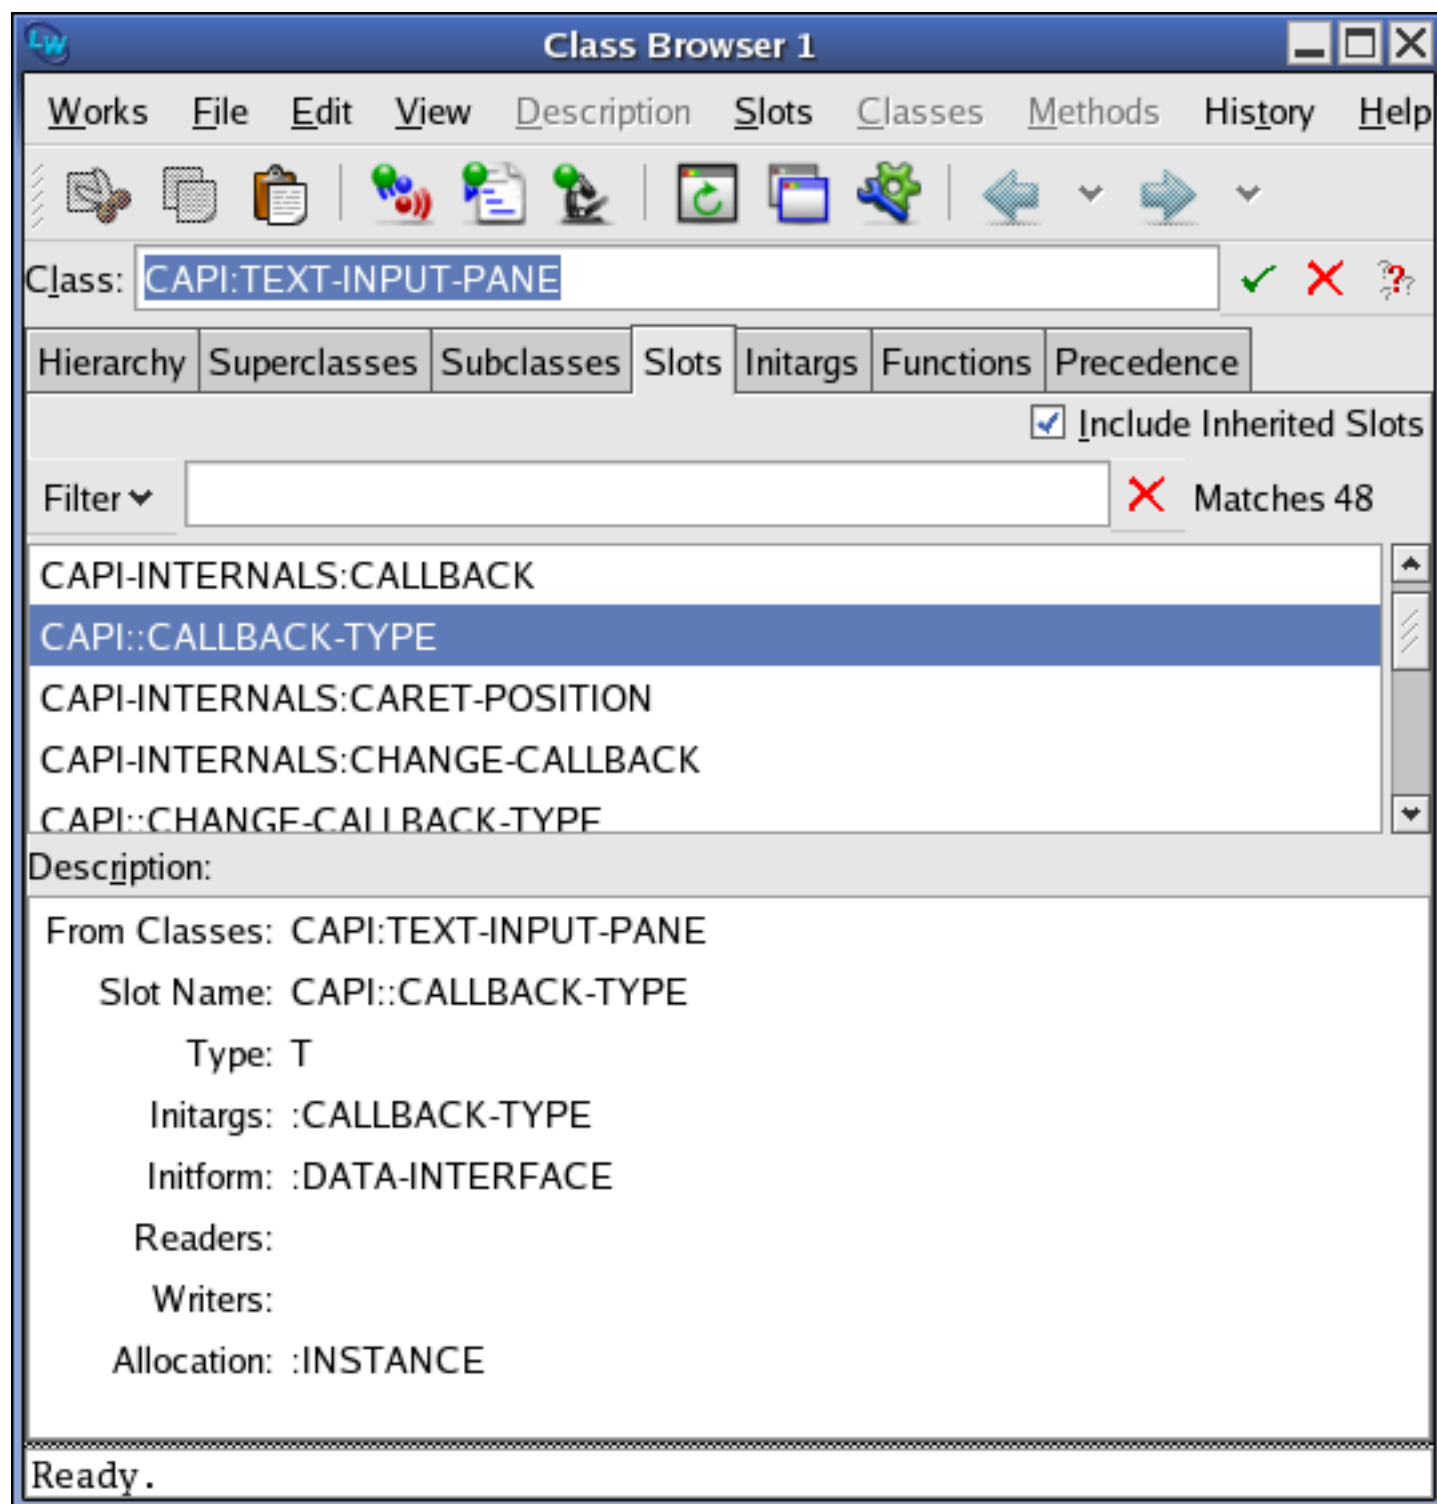 LW Class Browser 1
Works File Edit View Description Slots Classes Methods History Help
Class: CAPI:TEXT-INPUT-PANE
Hierarchy Superclasses Subclasses Slots Initargs Functions Precedence
Include Inherited Slots
Filter Matches 48
CAPI-INTERNALS:CALLBACK
CAPI::CALLBACK-TYPE
CAPI-INTERNALS:CARET-POSITION
CAPI-INTERNALS:CHANGE-CALLBACK
CAPI::CHANGE-CALLBACK-TYPE
Description:
From Classes: CAPI:TEXT-INPUT-PANE
Slot Name: CAPI::CALLBACK-TYPE
Type: T
Initargs: :CALLBACK-TYPE
Initform: :DATA-INTERFACE
Readers:
Writers:
Allocation: :INSTANCE
Ready.